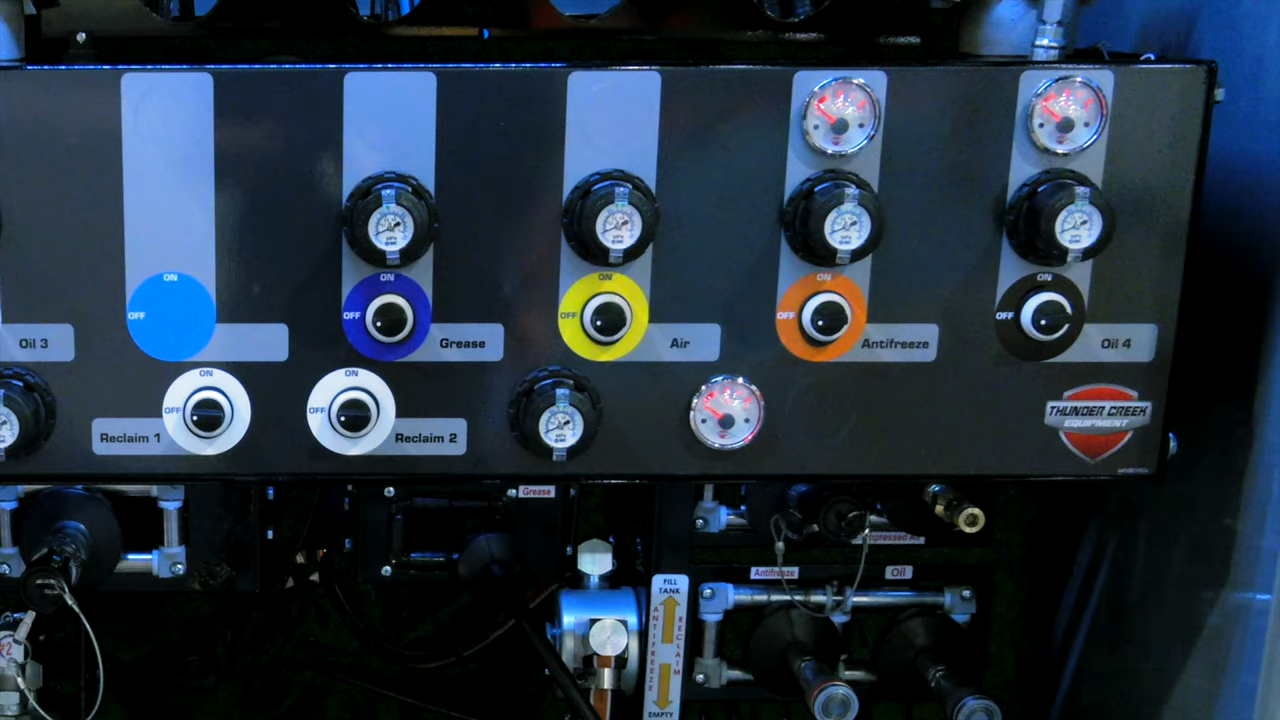 ON
OFF
ON
OFF
ON
ON
OFF
ON
OFF
Oil 3
Grease
Air
Antifreeze
Oil 4
ON
OFF
Reclaim 1
ON
OFF
Reclaim 2
THUNDER CREEK
EQUIPMENT
Grease
Antifreeze
Oil
FILL
TANK
ANTIFREEZE
RECLAIM
EMPTY
#2